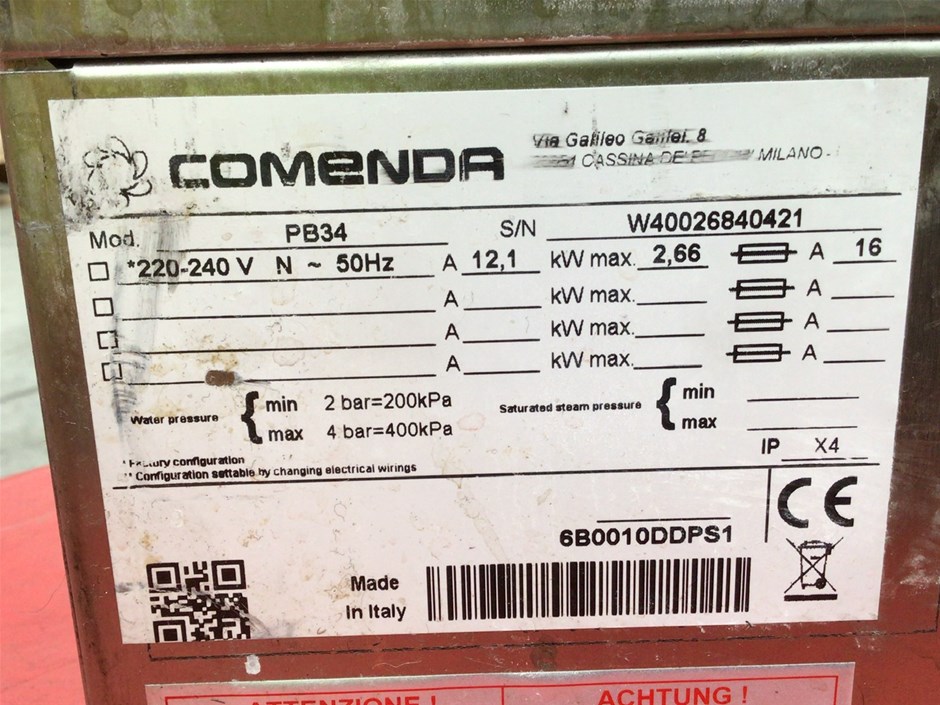 COMENDA
Via Galileo Galilei, 8
CASSINA DE MILANO
Mod. PB34 S/N W40026840421
*220-240 V N ~ 50Hz A 12,1 kW max. 2,66 A 16
A kW max. A
A kW max. A
A kW max. A
Water pressure { min 2 bar=200kPa
max 4 bar=400kPa
Saturated steam pressure { min
max
IP X4
* Factory configuration
** Configuration settable by changing electrical wirings
CE
6B0010DDPS1
Made
In Italy
ATTENZIONE !
ACHTUNG !